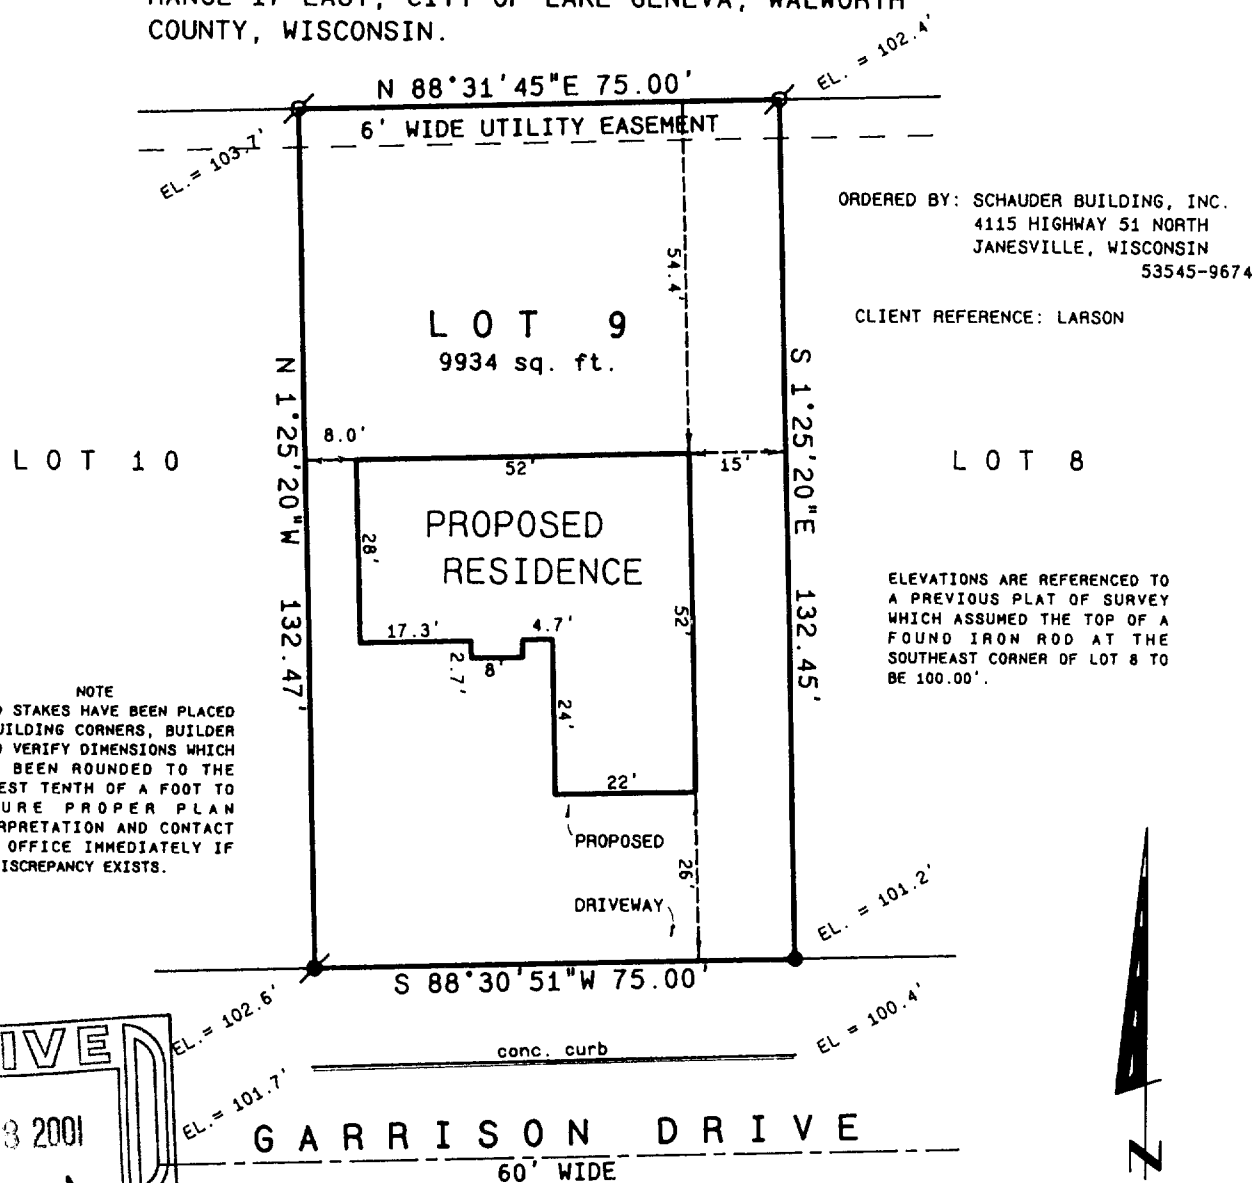 COUNTY, WISCONSIN.
EL. = 102.4'
N 88°31'45"E 75.00'
6' WIDE UTILITY EASEMENT
EL. = 103.7'
ORDERED BY: SCHAUDER BUILDING, INC.
4115 HIGHWAY 51 NORTH
JANESVILLE, WISCONSIN
53545-9674
54.4'
CLIENT REFERENCE: LARSON
LOT 9
9934 sq. ft.
N 1°25'20"W 132.47'
S 1°25'20"E 132.45'
8.0'
52'
15'
LOT 10
LOT 8
PROPOSED
RESIDENCE
28'
52'
17.3'
4.7'
2.7'
8'
24'
22'
ELEVATIONS ARE REFERENCED TO
A PREVIOUS PLAT OF SURVEY
WHICH ASSUMED THE TOP OF A
FOUND IRON ROD AT THE
SOUTHEAST CORNER OF LOT 8 TO
BE 100.00'.
NOTE
STAKES HAVE BEEN PLACED
CORNERS, BUILDER
VERIFY DIMENSIONS WHICH
BEEN ROUNDED TO THE
TENTH OF A FOOT TO
PROPER PLAN
AND CONTACT
OFFICE IMMEDIATELY IF
EXISTS.
PROPOSED
DRIVEWAY
26'
EL. = 101.2'
S 88°30'51"W 75.00'
EL. = 102.6'
EL = 100.4'
conc. curb
EL. = 101.7'
GARRISON DRIVE
60' WIDE
IVE
2001
N